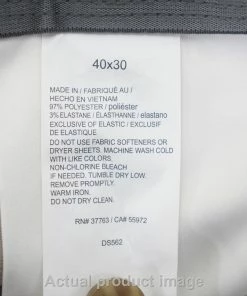 40x30
MADE IN / FABRIQUÉ AU /
HECHO EN VIETNAM
97% POLYESTER / poliéster
3% ELASTANE / ÉLASTHANNE / elastano
EXCLUSIVE OF ELASTIC / EXCLUSIF
DE ELASTIQUE.
DO NOT USE FABRIC SOFTENERS OR
DRYER SHEETS. MACHINE WASH COLD
WITH LIKE COLORS.
NON-CHLORINE BLEACH
IF NEEDED, TUMBLE DRY LOW.
REMOVE PROMPTLY.
WARM IRON.
DO NOT DRY CLEAN.
RN# 37763 / CA# 55972
DS562
Actual product image